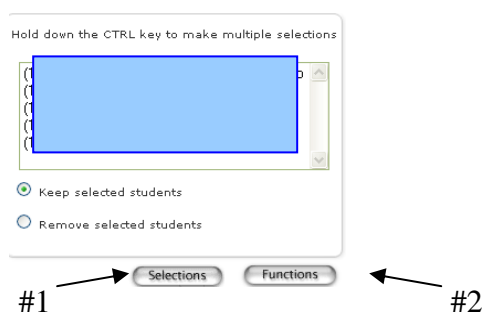 Hold down the CTRL key to make multiple selections
Keep selected students
Remove selected students
Selections Functions
#1 #2